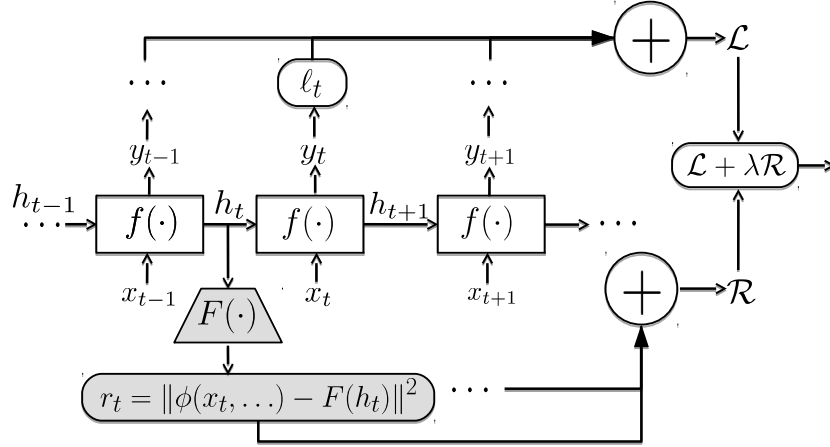 + ℒ
⋯ ℓ_t ⋯
y_{t−1} y_t y_{t+1} ℒ + λℛ
h_{t−1} h_t h_{t+1}
⋯ f(·) f(·) f(·) ⋯
x_{t−1} x_t x_{t+1} + ℛ
F(·)
r_t = ‖ϕ(x_t, …) − F(h_t)‖² ⋯